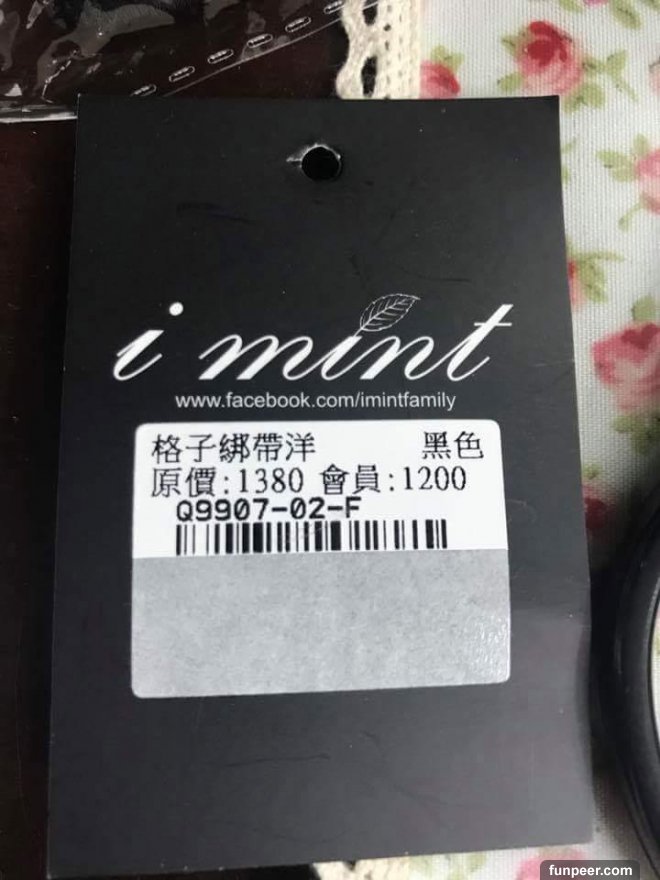 i mint
www.facebook.com/imintfamily
格子綁帶洋 黑色
原價:1380 會員:1200
Q9907-02-F
funpeer.com